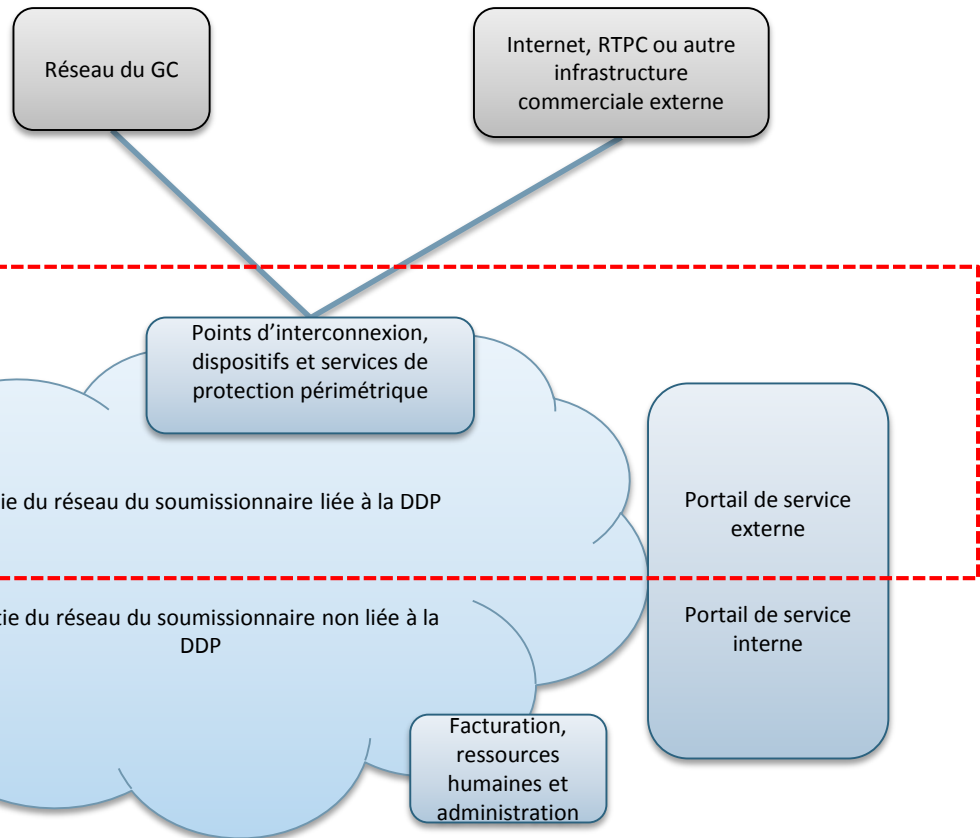 Réseau du GC
Internet, RTPC ou autre
infrastructure
commerciale externe
Points d’interconnexion,
dispositifs et services de
protection périmétrique
ie du réseau du soumissionnaire liée à la DDP
Portail de service
externe
tie du réseau du soumissionnaire non liée à la
DDP
Portail de service
interne
Facturation,
ressources
humaines et
administration